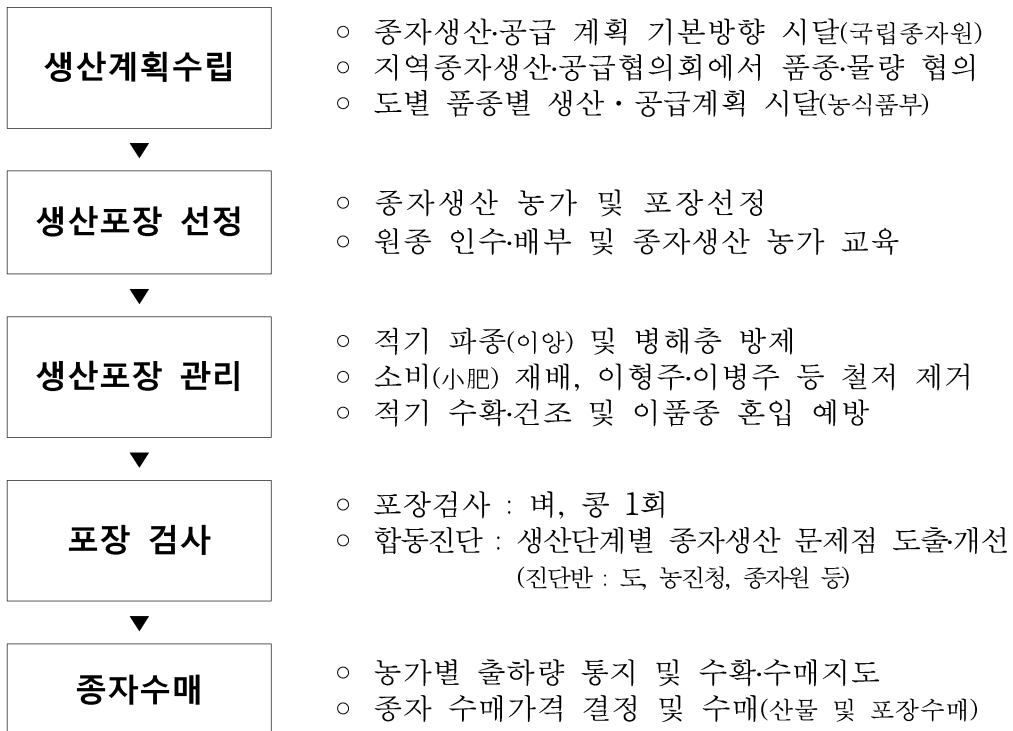 생산계획수립
○ 종자생산·공급 계획 기본방향 시달(국립종자원)
○ 지역종자생산·공급협의회에서 품종·물량 협의
○ 도별 품종별 생산・공급계획 시달(농식품부)
▼
생산포장 선정
○ 종자생산 농가 및 포장선정
○ 원종 인수·배부 및 종자생산 농가 교육
▼
생산포장 관리
○ 적기 파종(이앙) 및 병해충 방제
○ 소비(小肥) 재배, 이형주·이병주 등 철저 제거
○ 적기 수확·건조 및 이품종 혼입 예방
▼
포장 검사
○ 포장검사 : 벼, 콩 1회
○ 합동진단 : 생산단계별 종자생산 문제점 도출·개선
(진단반 : 도, 농진청, 종자원 등)
▼
종자수매
○ 농가별 출하량 통지 및 수확·수매지도
○ 종자 수매가격 결정 및 수매(산물 및 포장수매)